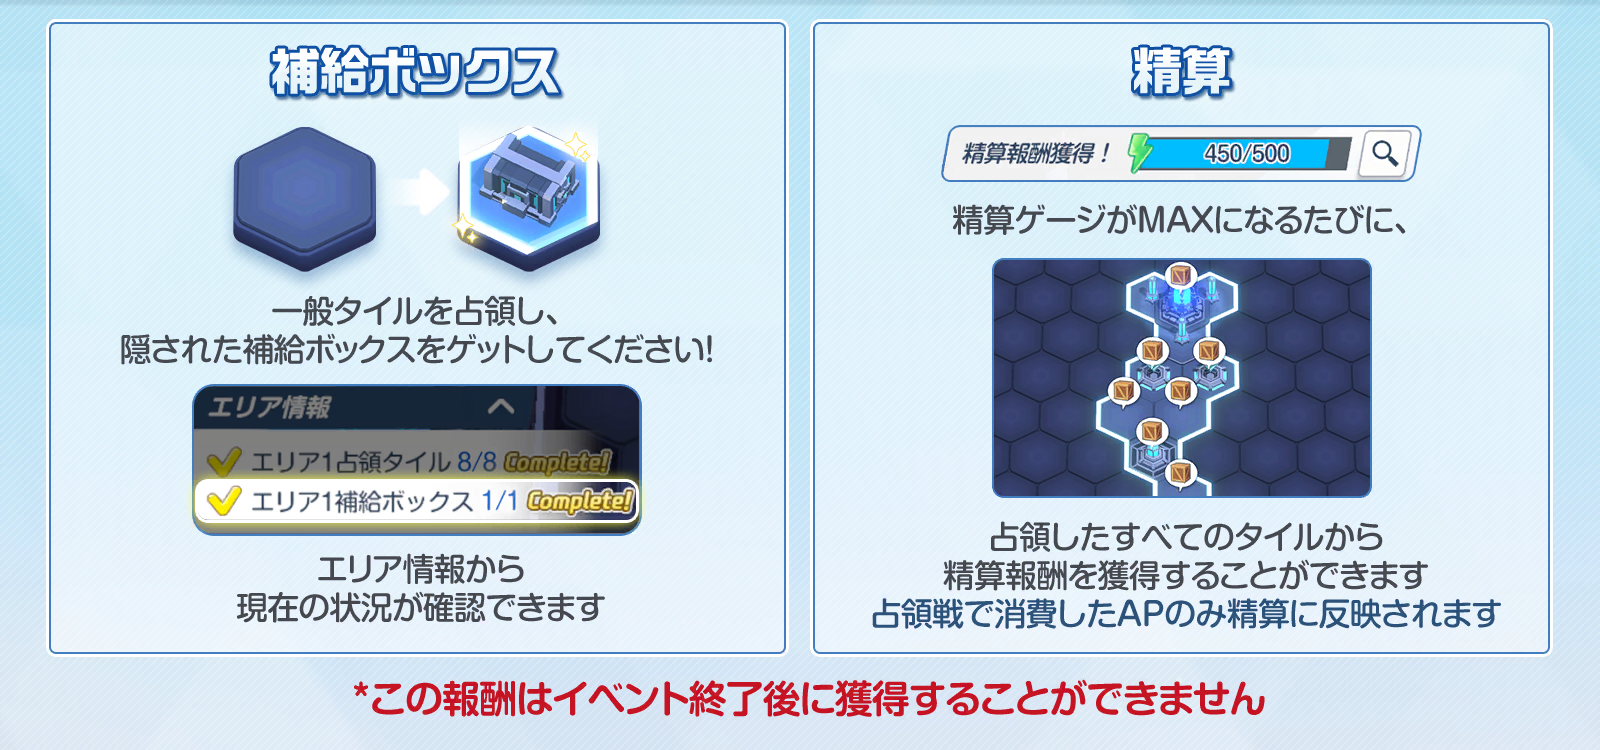 補給ボックス
一般タイルを占領し、
隠された補給ボックスをゲットしてください!
エリア情報
エリア1占領タイル 8/8 Complete!
エリア1補給ボックス 1/1 Complete!
エリア情報から
現在の状況が確認できます
精算
精算報酬獲得! 450/500
精算ゲージがMAXになるたびに、
占領したすべてのタイルから
精算報酬を獲得することができます
占領戦で消費したAPのみ精算に反映されます
*この報酬はイベント終了後に獲得することができません